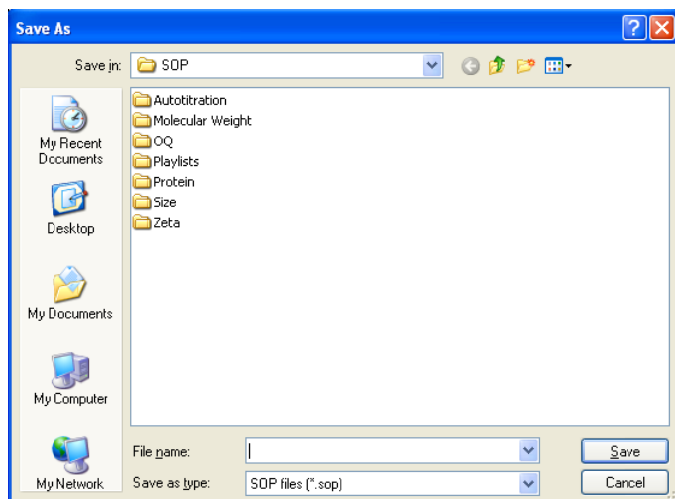 Save As
Save in: SOP
My Recent
Documents
Desktop
My Documents
My Computer
My Network
Autotitration
Molecular Weight
OQ
Playlists
Protein
Size
Zeta
File name:
Save
Save as type: SOP files (*.sop)
Cancel